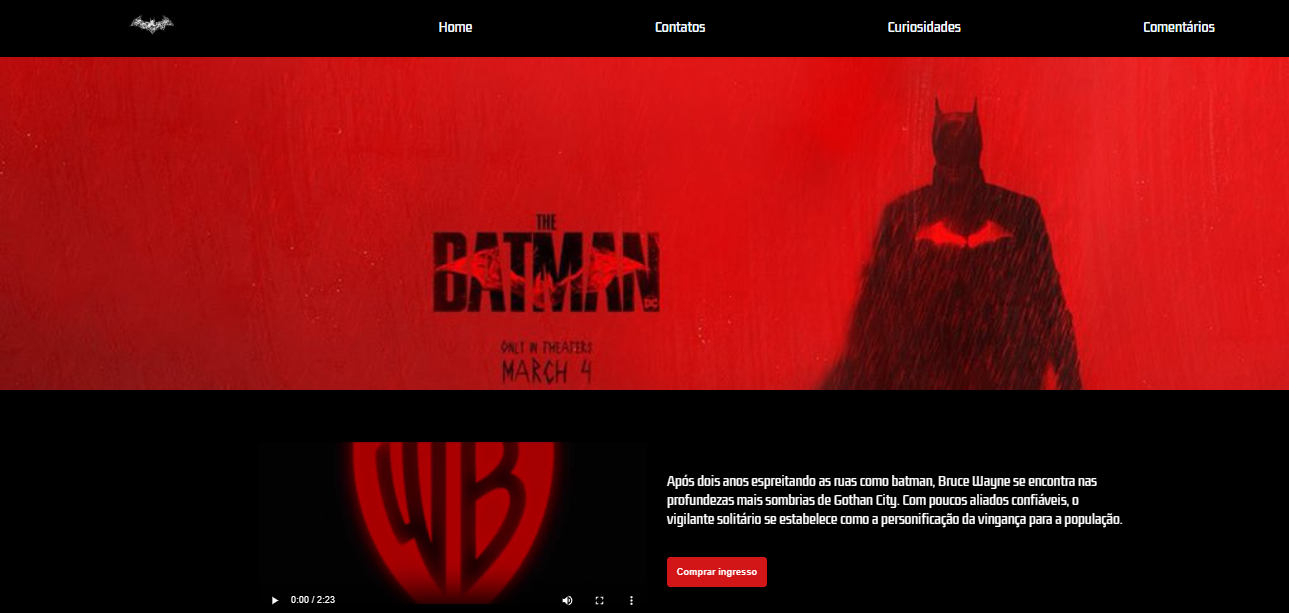 Home Contatos Curiosidades Comentários
THE
BATMAN
DC
ONLY IN THEATERS
MARCH 4
WB
Após dois anos espreitando as ruas como batman, Bruce Wayne se encontra nas
profundezas mais sombrias de Gothan City. Com poucos aliados confiáveis, o
vigilante solitário se estabelece como a personificação da vingança para a população.
Comprar ingresso
0:00 / 2:23